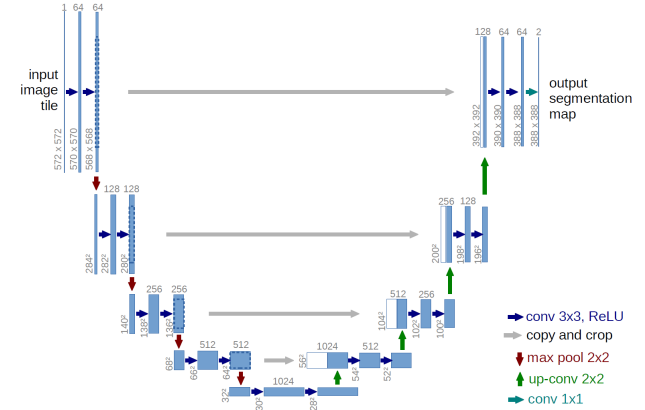 1 64 64
128 64 64 2
input
image
tile
output
segmentation
map
572 x 572
570 x 570
568 x 568
392 x 392
390 x 390
388 x 388
388 x 388
128 128
256 128
284²
282²
280²
200²
198²
196²
256 256
512 256
140²
138²
136²
104²
102²
100²
512 512
1024 512
68²
66²
64²
56²
54²
52²
1024
32²
30²
28²
conv 3x3, ReLU
copy and crop
max pool 2x2
up-conv 2x2
conv 1x1